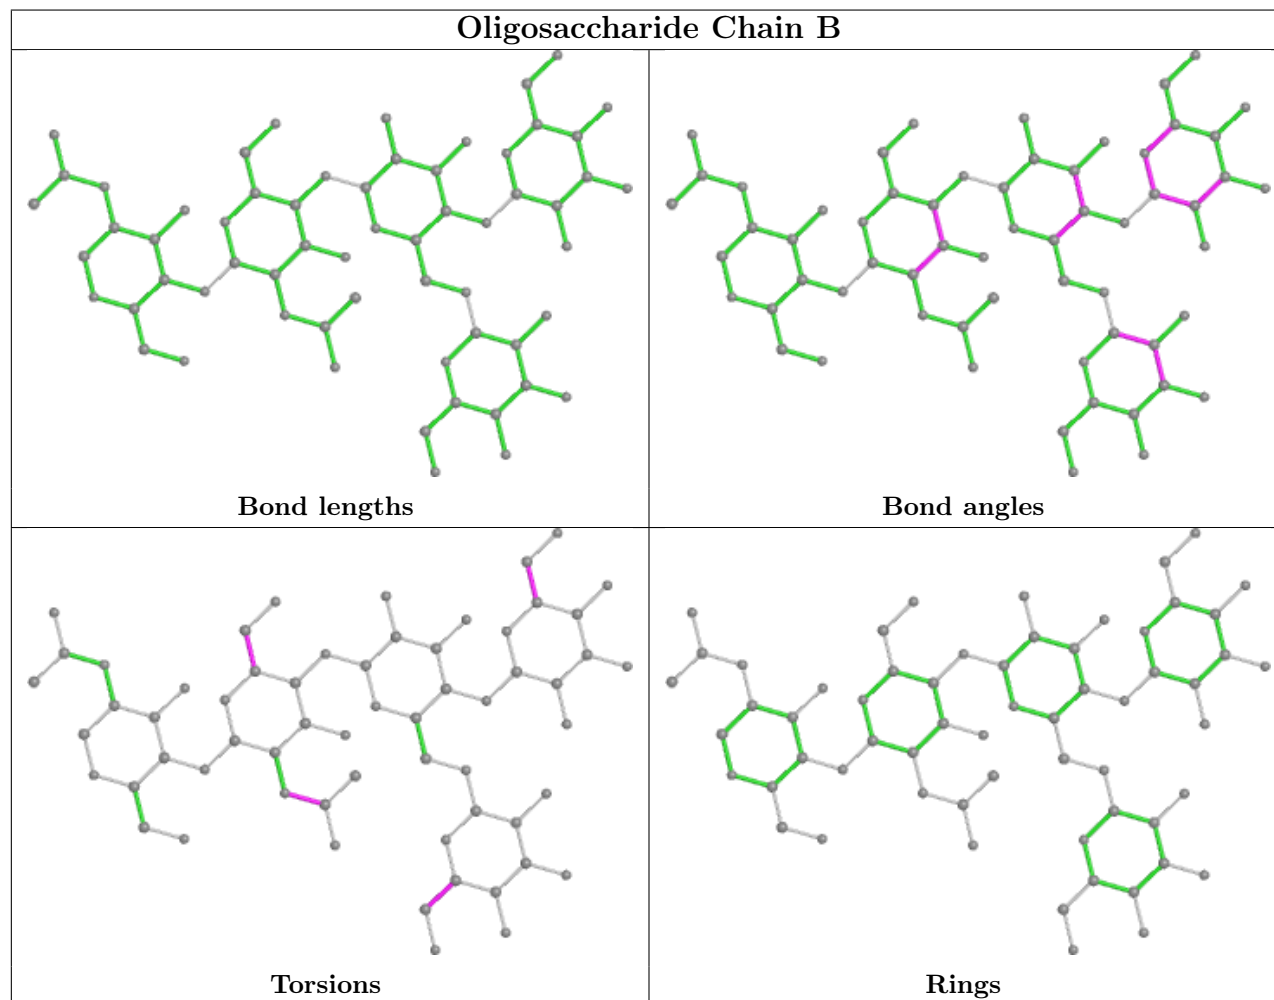 Oligosaccharide Chain B
Bond lengths
Bond angles
Torsions
Rings